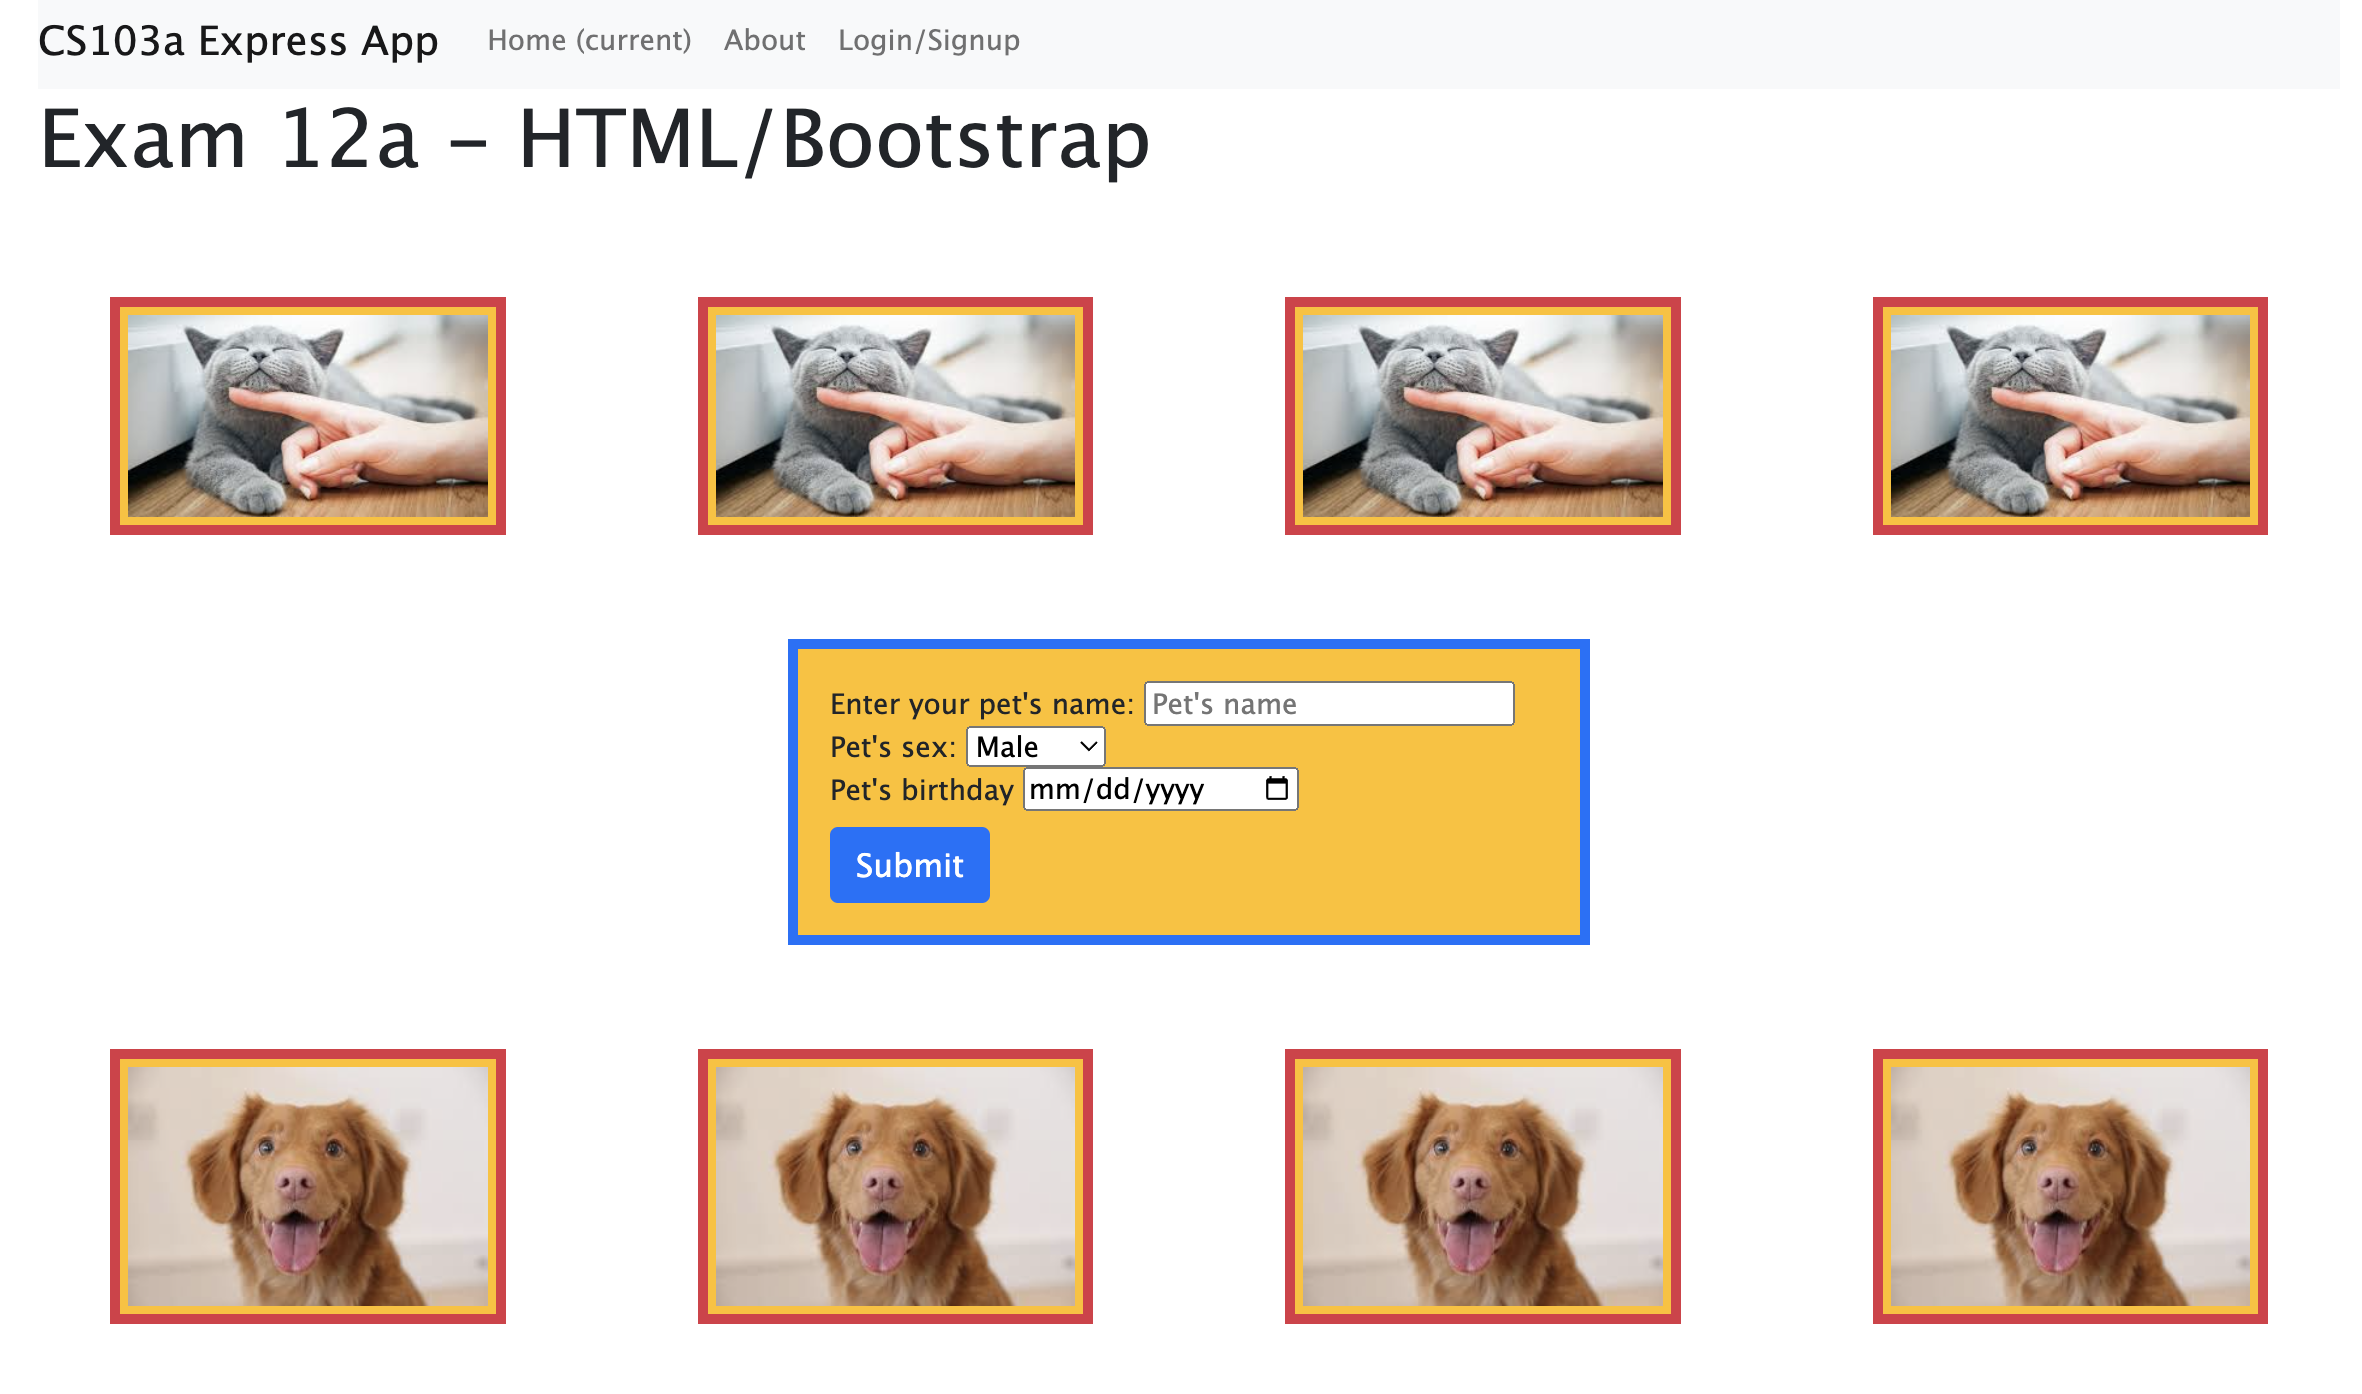 CS103a Express App Home (current) About Login/Signup
Exam 12a - HTML/Bootstrap
Enter your pet's name: Pet's name
Pet's sex: Male
Pet's birthday mm/dd/yyyy
Submit